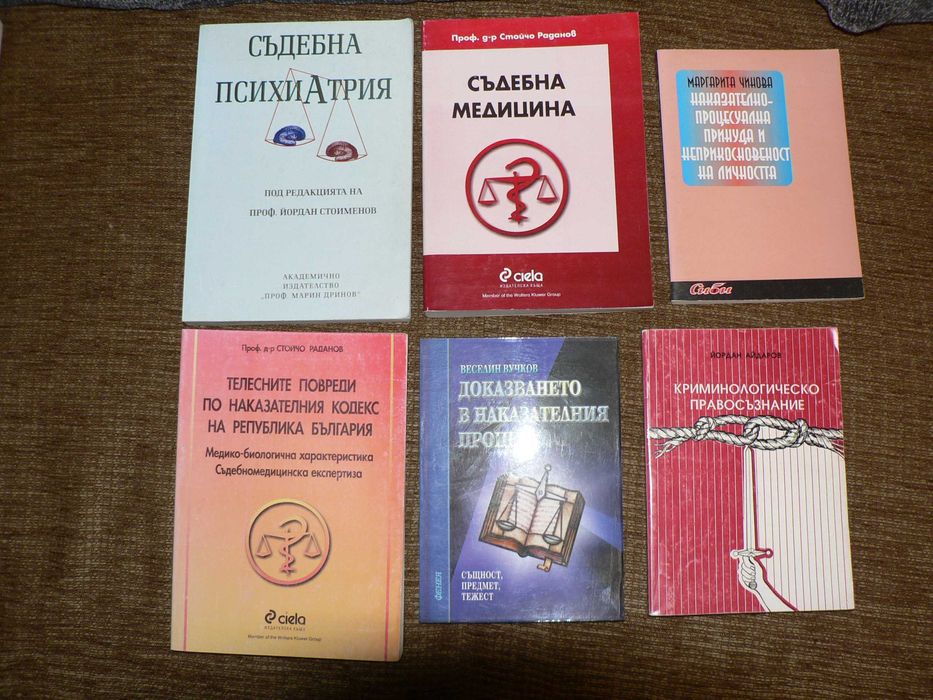 СЪДЕБНА
ПСИХИАТРИЯ
ПОД РЕДАКЦИЯТА НА
ПРОФ. ЙОРДАН СТОИМЕНОВ
АКАДЕМИЧНО
ИЗДАТЕЛСТВО
„ПРОФ. МАРИН ДРИНОВ“
Проф. д-р Стойчо Раданов
СЪДЕБНА
МЕДИЦИНА
ciela
ИЗДАТЕЛСКА КЪЩА
Member of the Wolters Kluwer Group
МАРГАРИТА ЧИНОВА
НАКАЗАТЕЛНО-
ПРОЦЕСУАЛНА
ПРИНУДА И
НЕПРИКОСНОВЕНОСТ
НА ЛИЧНОСТТА
СиБи
Проф. д-р СТОЙЧО РАДАНОВ
ТЕЛЕСНИТЕ ПОВРЕДИ
ПО НАКАЗАТЕЛНИЯ КОДЕКС
НА РЕПУБЛИКА БЪЛГАРИЯ
Медико-биологична характеристика
Съдебномедицинска експертиза
ciela
ИЗДАТЕЛСКА КЪЩА
Member of the Wolters Kluwer Group
ВЕСЕЛИН ВУЧКОВ
ДОКАЗВАНЕТО
В НАКАЗАТЕЛНИЯ
СЪЩНОСТ,
ПРЕДМЕТ,
ТЕЖЕСТ
ФЕНЕЯ
ЙОРДАН АЙДАРОВ
КРИМИНОЛОГИЧЕСКО
ПРАВОСЪЗНАНИЕ